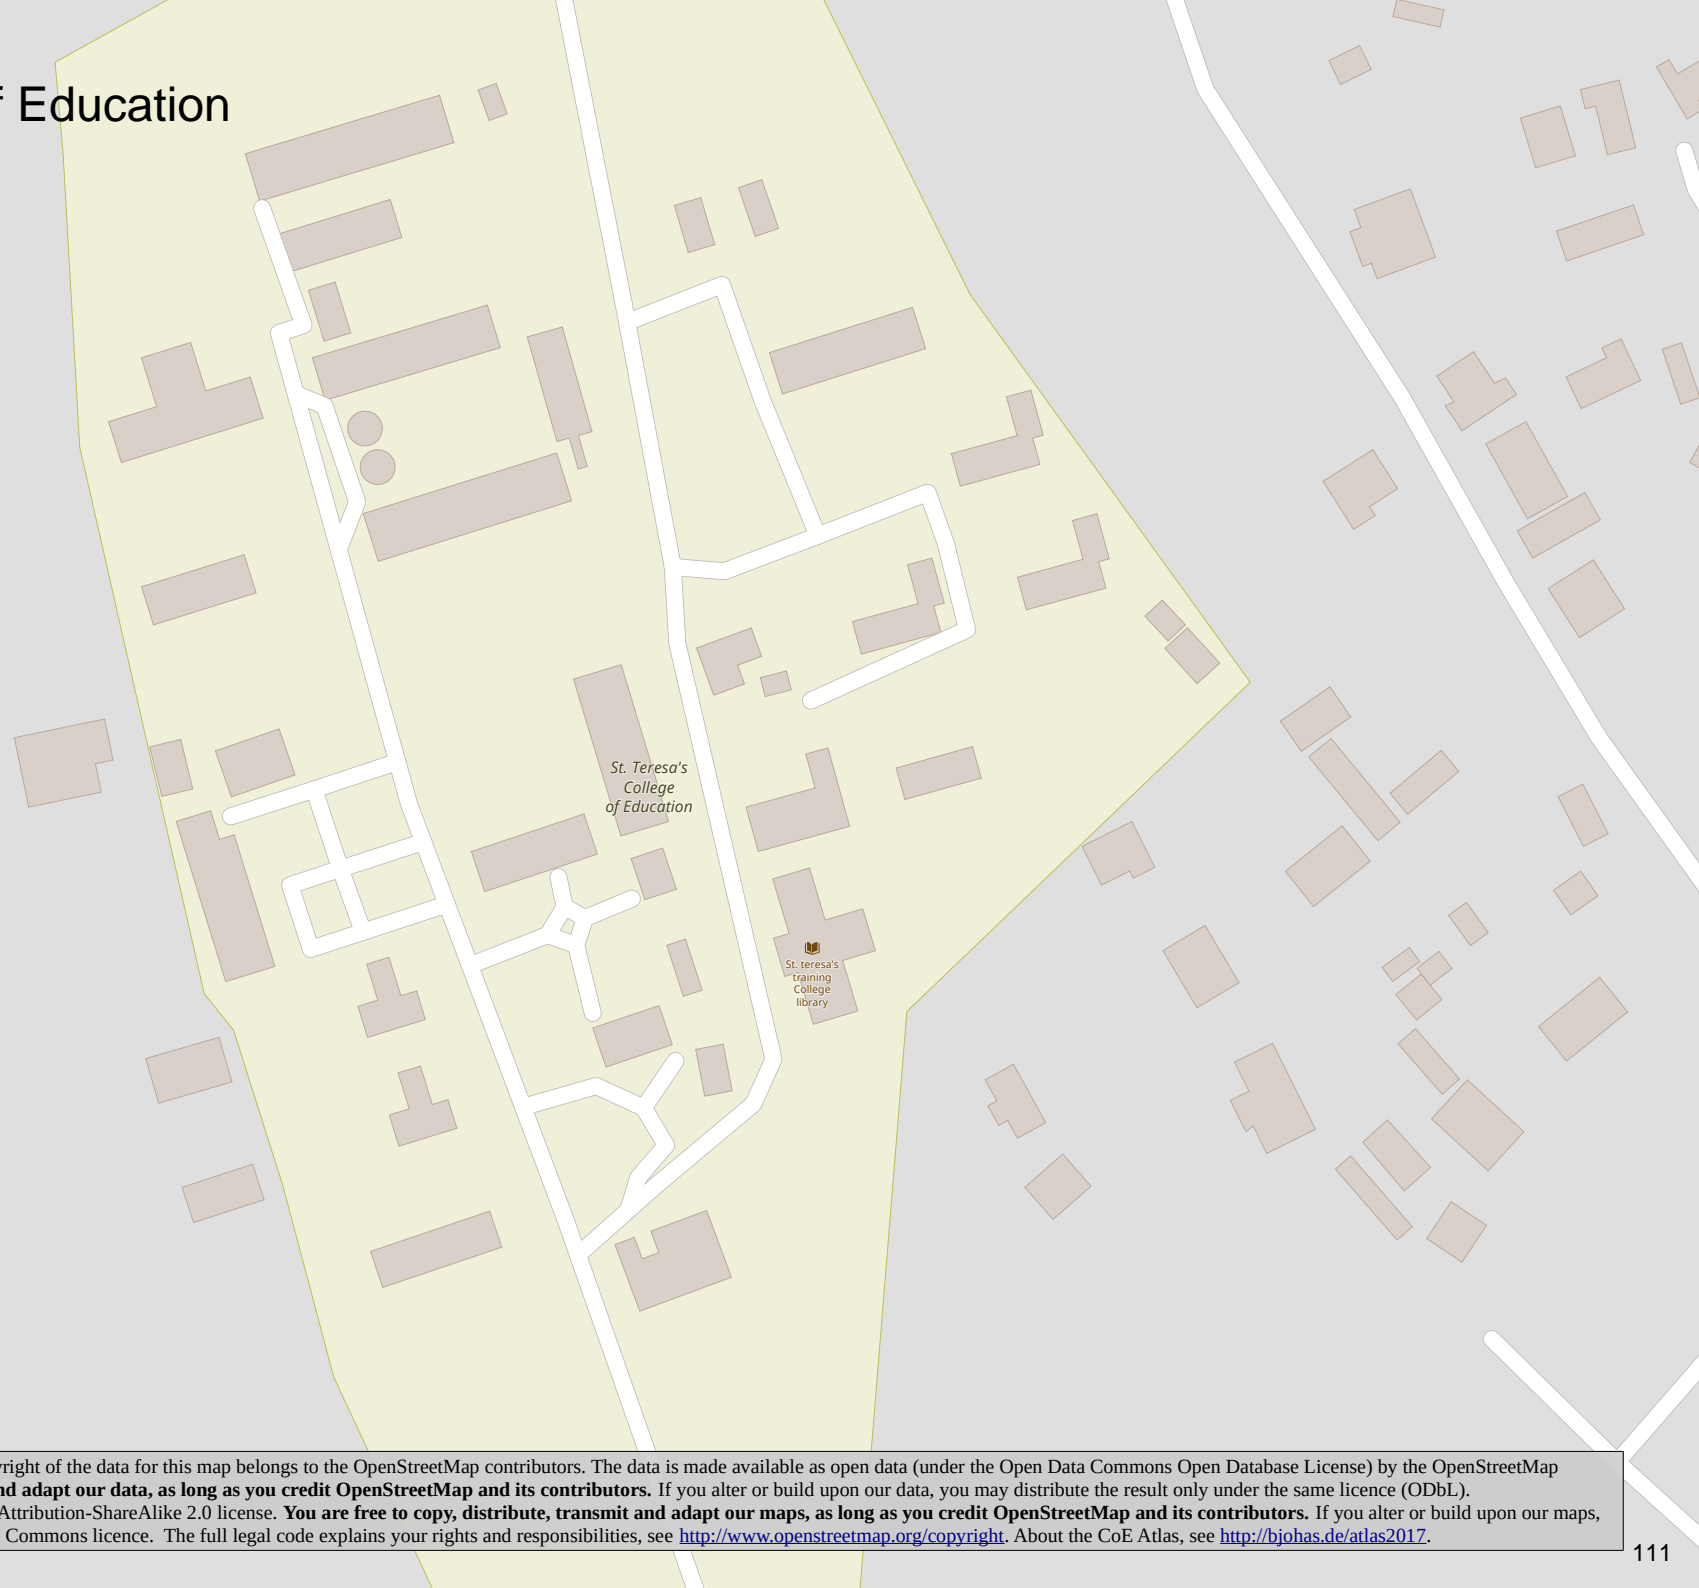 f Education
St. Teresa's
College
of Education
St. teresa's
training
College
library
right of the data for this map belongs to the OpenStreetMap contributors. The data is made available as open data (under the Open Data Commons Open Database License) by the OpenStreetMap
nd adapt our data, as long as you credit OpenStreetMap and its contributors. If you alter or build upon our data, you may distribute the result only under the same licence (ODbL).
Attribution-ShareAlike 2.0 license. You are free to copy, distribute, transmit and adapt our maps, as long as you credit OpenStreetMap and its contributors. If you alter or build upon our maps,
Commons licence. The full legal code explains your rights and responsibilities, see http://www.openstreetmap.org/copyright. About the CoE Atlas, see http://bjohas.de/atlas2017.
111